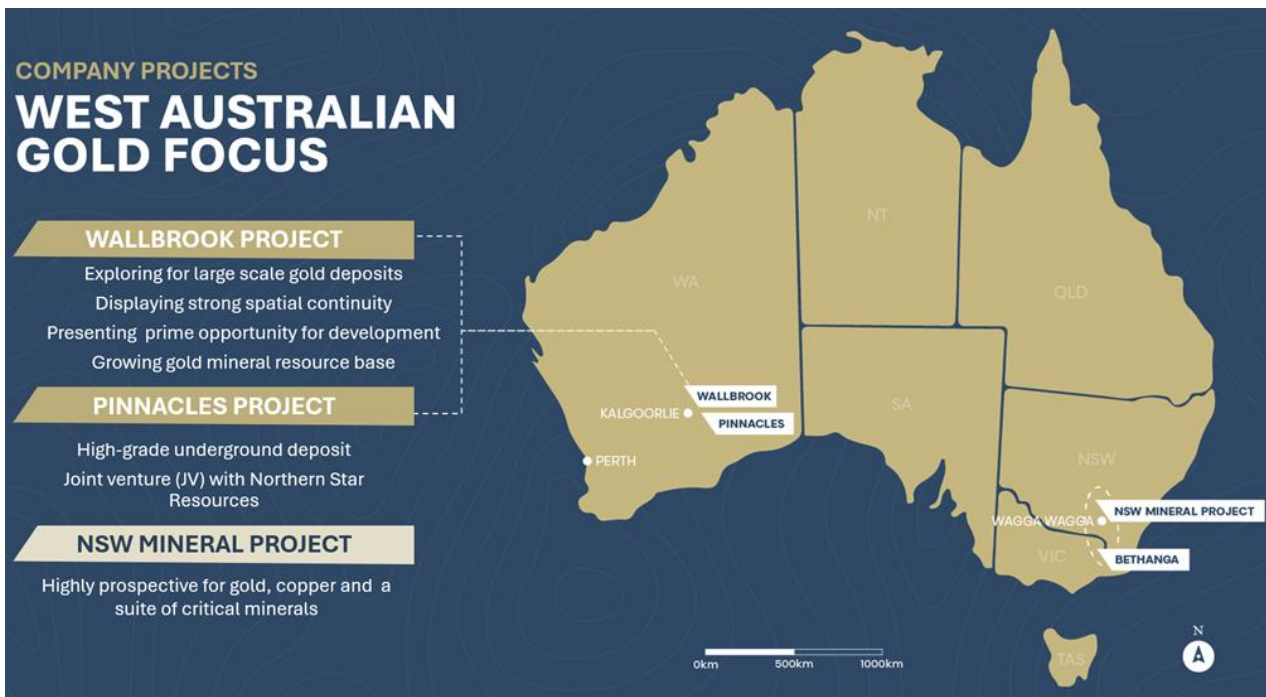 COMPANY PROJECTS
WEST AUSTRALIAN
GOLD FOCUS
WALLBROOK PROJECT
Exploring for large scale gold deposits
Displaying strong spatial continuity
Presenting prime opportunity for development
Growing gold mineral resource base
PINNACLES PROJECT
High-grade underground deposit
Joint venture (JV) with Northern Star
Resources
NSW MINERAL PROJECT
Highly prospective for gold, copper and a
suite of critical minerals
NT
WA
QLD
WALLBROOK
KALGOORLIE
PINNACLES
SA
PERTH
NSW
NSW MINERAL PROJECT
WAGGA WAGGA
VIC
BETHANGA
TAS
0km
500km
1000km
N